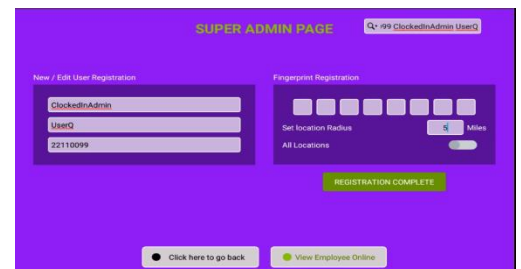 SUPER ADMIN PAGE
99 ClockedInAdmin UserQ
New / Edit User Registration
Fingerprint Registration
ClockedInAdmin
UserQ
22110099
Set location Radius 5 Miles
All Locations
REGISTRATION COMPLETE
Click here to go back
View Employee Online